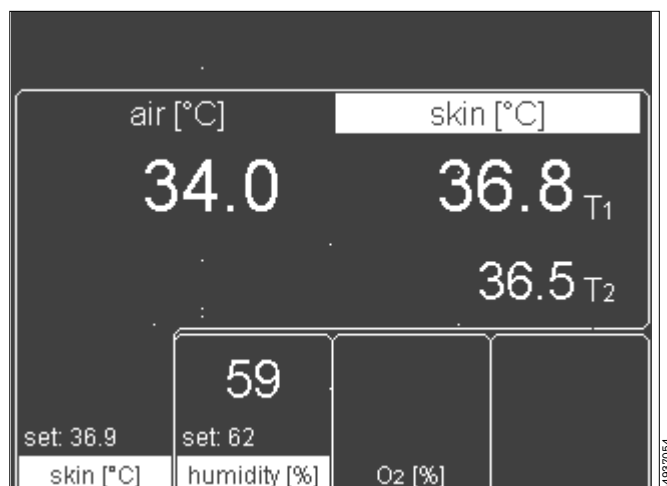 air [°C] skin [°C]
34.0 36.8 T1
36.5 T2
59
set: 36.9 set: 62
skin [°C] humidity [%] O2 [%]